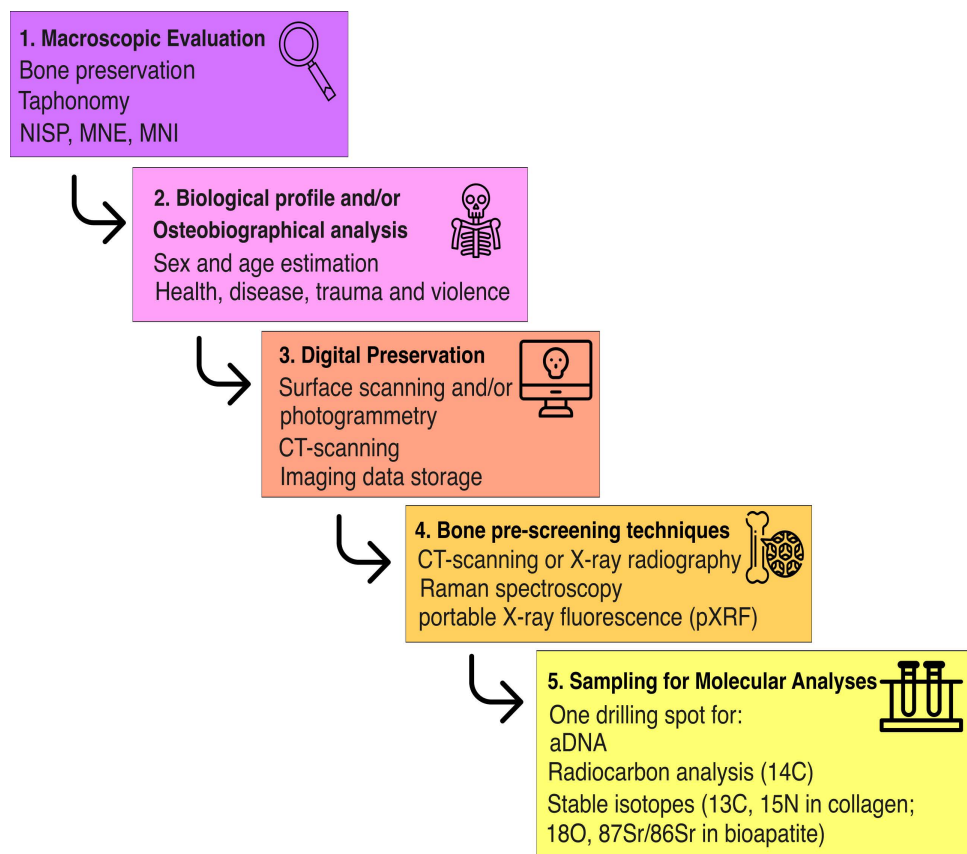 1. Macroscopic Evaluation
Bone preservation
Taphonomy
NISP, MNE, MNI
2. Biological profile and/or
Osteobiographical analysis
Sex and age estimation
Health, disease, trauma and violence
3. Digital Preservation
Surface scanning and/or
photogrammetry
CT-scanning
Imaging data storage
4. Bone pre-screening techniques
CT-scanning or X-ray radiography
Raman spectroscopy
portable X-ray fluorescence (pXRF)
5. Sampling for Molecular Analyses
One drilling spot for:
aDNA
Radiocarbon analysis (14C)
Stable isotopes (13C, 15N in collagen;
18O, 87Sr/86Sr in bioapatite)